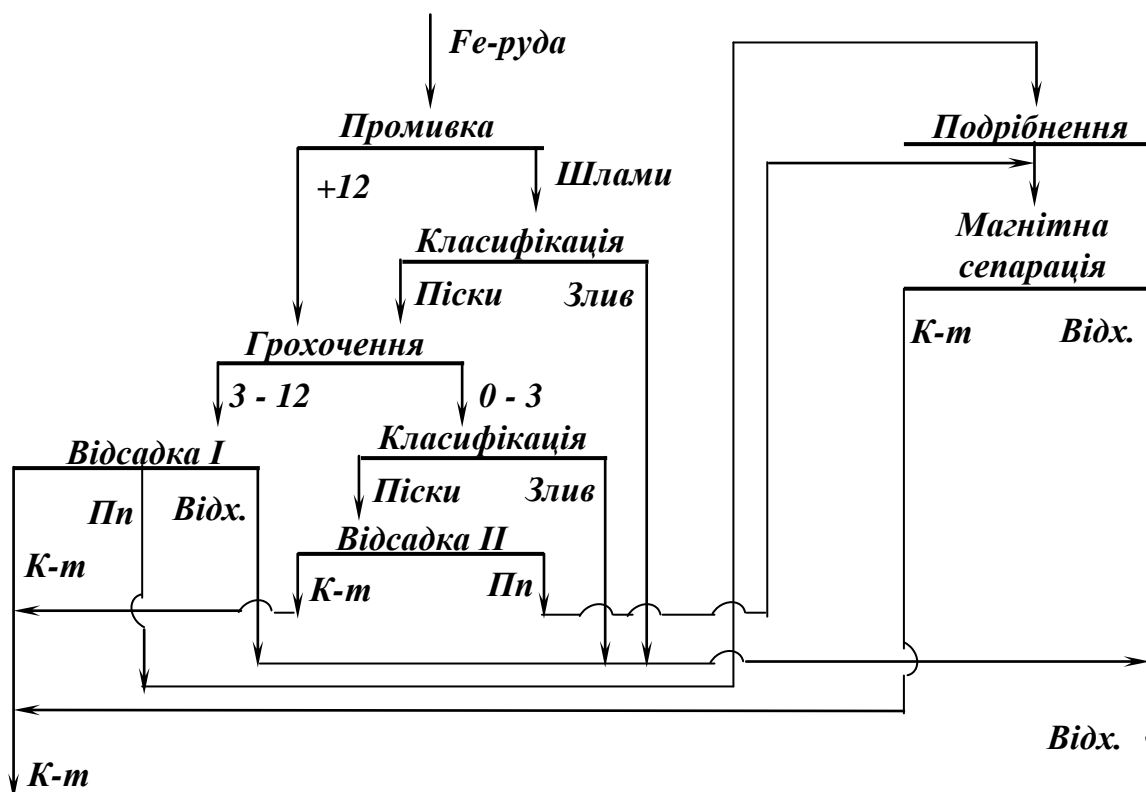 Fe-руда
Промивка
Подрібнення
+12
Шлами
Класифікація
Магнітна
сепарація
Піски
Злив
К-т
Відх.
Грохочення
3 - 12
0 - 3
Класифікація
Відсадка I
Піски
Злив
Пп
Відх.
Відсадка II
К-т
К-т
Пп
Відх.
К-т